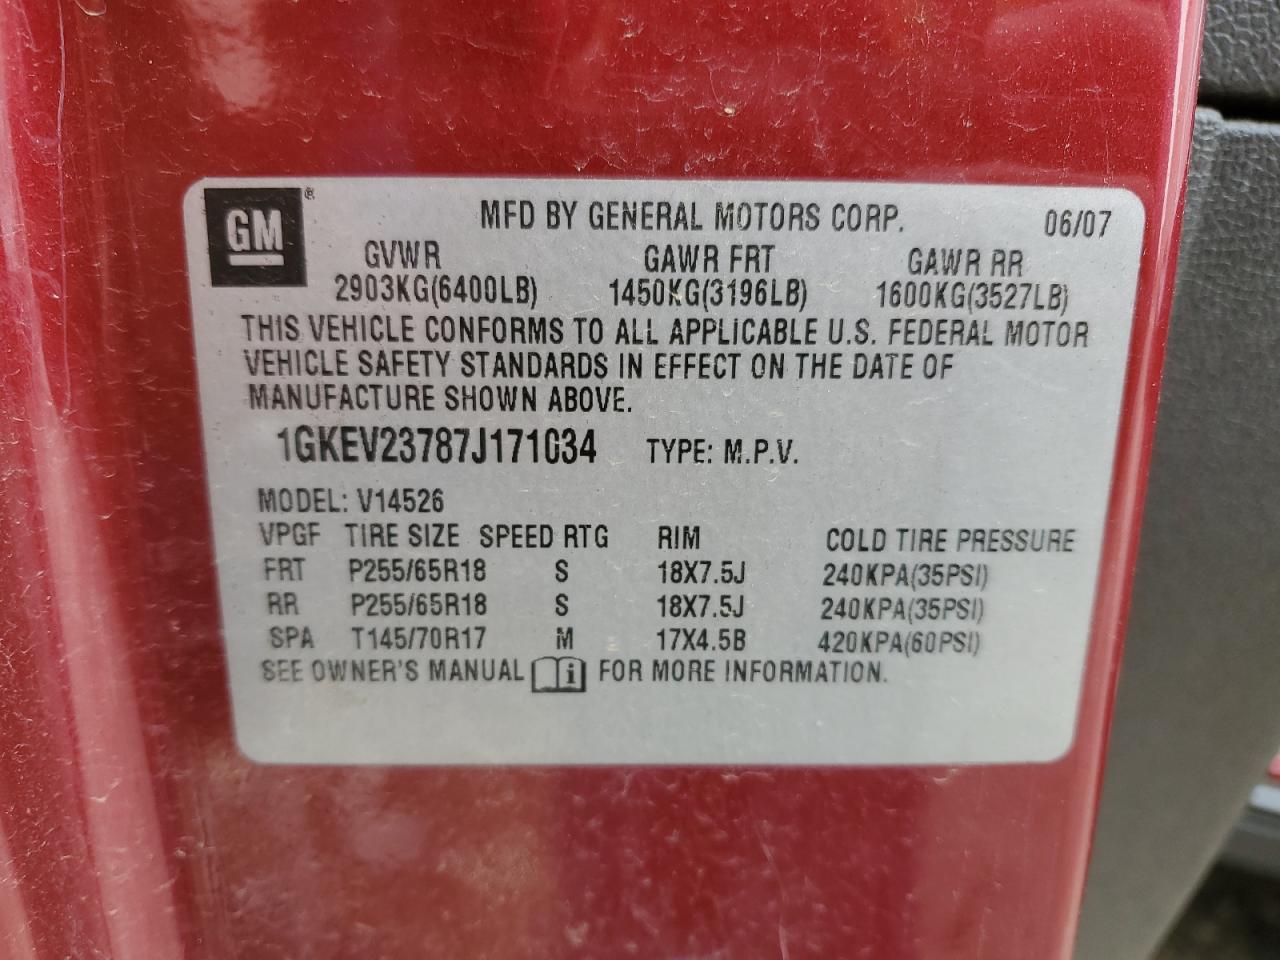 GM® MFD BY GENERAL MOTORS CORP. 06/07
GVWR GAWR FRT GAWR RR
2903KG(6400LB) 1450KG(3196LB) 1600KG(3527LB)
THIS VEHICLE CONFORMS TO ALL APPLICABLE U.S. FEDERAL MOTOR
VEHICLE SAFETY STANDARDS IN EFFECT ON THE DATE OF
MANUFACTURE SHOWN ABOVE.
1GKEV23787J171034 TYPE: M.P.V.
MODEL: V14526
VPGF TIRE SIZE SPEED RTG RIM COLD TIRE PRESSURE
FRT P255/65R18 S 18X7.5J 240KPA(35PSI)
RR P255/65R18 S 18X7.5J 240KPA(35PSI)
SPA T145/70R17 M 17X4.5B 420KPA(60PSI)
SEE OWNER'S MANUAL i FOR MORE INFORMATION.